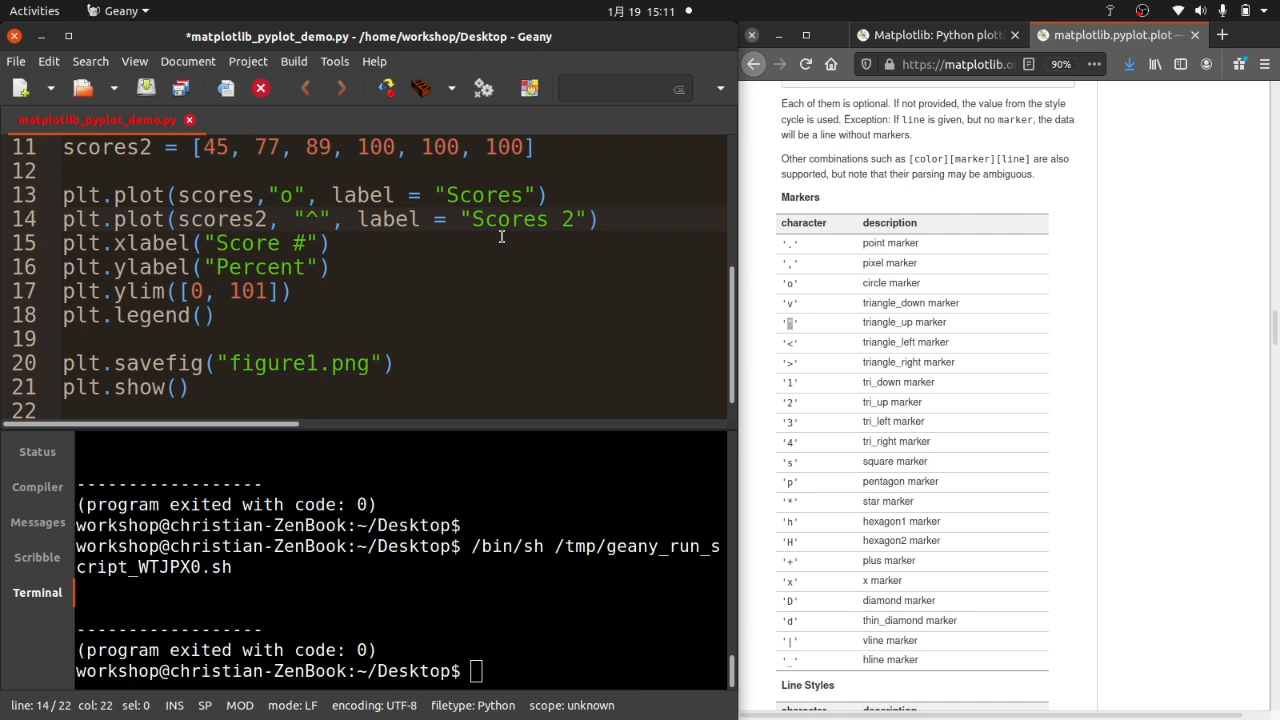 Activities
Geany
1月 19 15:11
*matplotlib_pyplot_demo.py - /home/workshop/Desktop - Geany
File Edit Search View Document Project Build Tools Help
matplotlib_pyplot_demo.py
11 scores2 = [45, 77, 89, 100, 100, 100]
12
13 plt.plot(scores,"o", label = "Scores")
14 plt.plot(scores2, "^", label = "Scores 2")
15 plt.xlabel("Score #")
16 plt.ylabel("Percent")
17 plt.ylim([0, 101])
18 plt.legend()
19
20 plt.savefig("figure1.png")
21 plt.show()
22
Status
Compiler
Messages
Scribble
Terminal
------------------
(program exited with code: 0)
workshop@christian-ZenBook:~/Desktop$
workshop@christian-ZenBook:~/Desktop$ /bin/sh /tmp/geany_run_s
cript_WTJPX0.sh
------------------
(program exited with code: 0)
workshop@christian-ZenBook:~/Desktop$
line: 14 / 22 col: 22 sel: 0 INS SP MOD mode: LF encoding: UTF-8 filetype: Python scope: unknown
Matplotlib: Python plotti
matplotlib.pyplot.plot —
https://matplotlib.o
90%
Each of them is optional. If not provided, the value from the style
cycle is used. Exception: If line is given, but no marker, the data
will be a line without markers.
Other combinations such as [color][marker][line] are also
supported, but note that their parsing may be ambiguous.
Markers
character description
'.' point marker
',' pixel marker
'o' circle marker
'v' triangle_down marker
'^' triangle_up marker
'<' triangle_left marker
'>' triangle_right marker
'1' tri_down marker
'2' tri_up marker
'3' tri_left marker
'4' tri_right marker
's' square marker
'p' pentagon marker
'*' star marker
'h' hexagon1 marker
'H' hexagon2 marker
'+' plus marker
'x' x marker
'D' diamond marker
'd' thin_diamond marker
'|' vline marker
'_' hline marker
Line Styles
character description